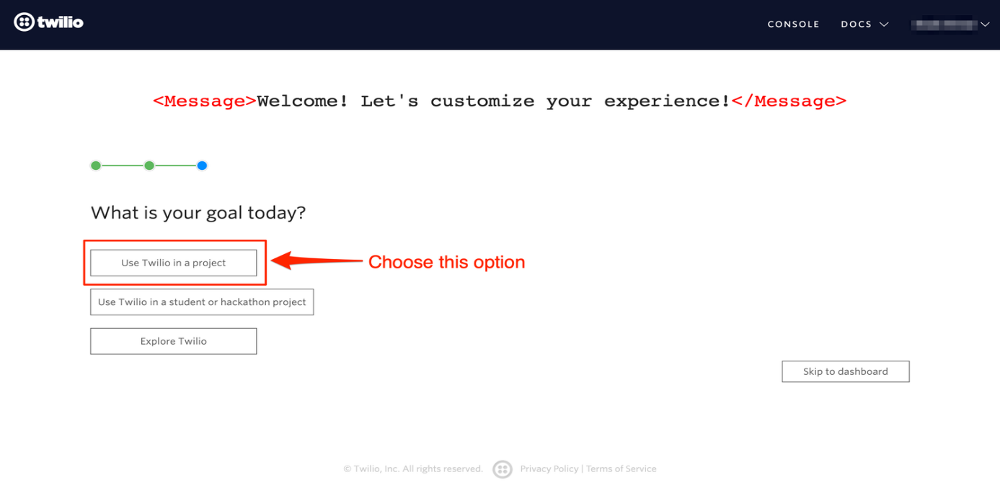 twilio
CONSOLE DOCS
<Message>Welcome! Let's customize your experience!</Message>
What is your goal today?
Use Twilio in a project
Choose this option
Use Twilio in a student or hackathon project
Explore Twilio
Skip to dashboard
© Twilio, Inc. All rights reserved. Privacy Policy | Terms of Service